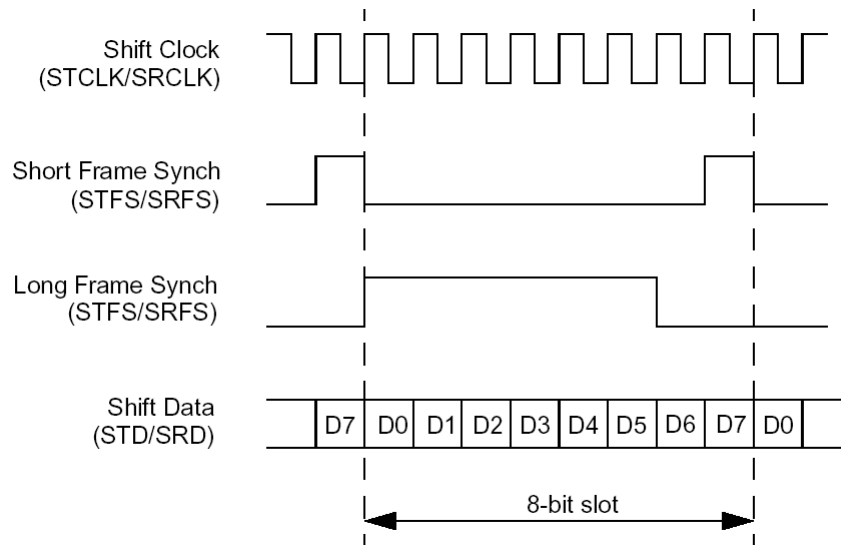 Shift Clock
(STCLK/SRCLK)
Short Frame Synch
(STFS/SRFS)
Long Frame Synch
(STFS/SRFS)
Shift Data
(STD/SRD)
D7 D0 D1 D2 D3 D4 D5 D6 D7 D0
8-bit slot